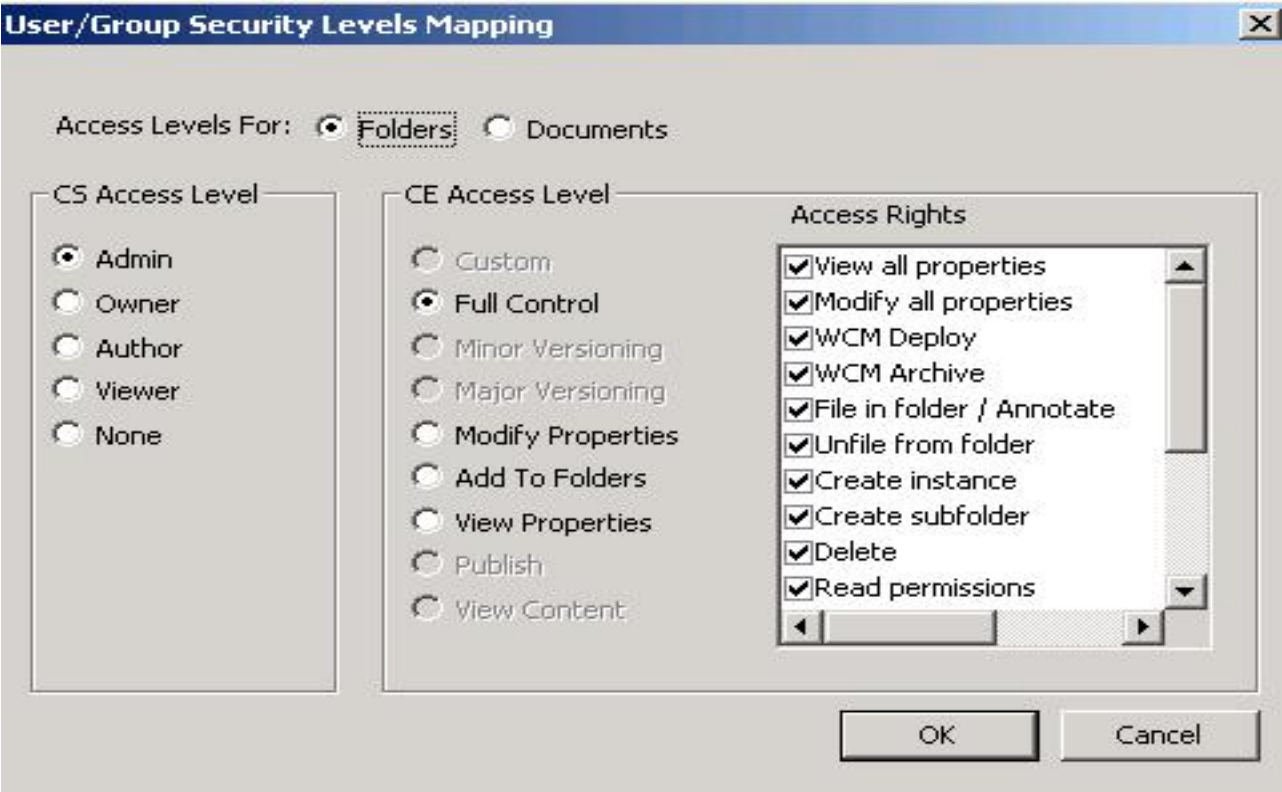 User/Group Security Levels Mapping
Access Levels For: Folders Documents
CS Access Level
Admin
Owner
Author
Viewer
None
CE Access Level
Custom
Full Control
Minor Versioning
Major Versioning
Modify Properties
Add To Folders
View Properties
Publish
View Content
Access Rights
View all properties
Modify all properties
WCM Deploy
WCM Archive
File in folder / Annotate
Unfile from folder
Create instance
Create subfolder
Delete
Read permissions
OK Cancel